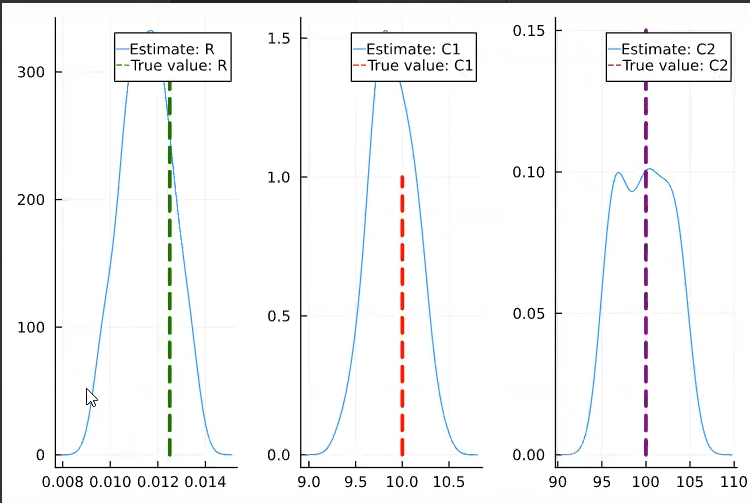 Estimate: R
True value: R
300
200
100
0
0.008 0.010 0.012 0.014
Estimate: C1
True value: C1
1.5
1.0
0.5
0.0
9.0 9.5 10.0 10.5
Estimate: C2
True value: C2
0.15
0.10
0.05
0.00
90 95 100 105 110